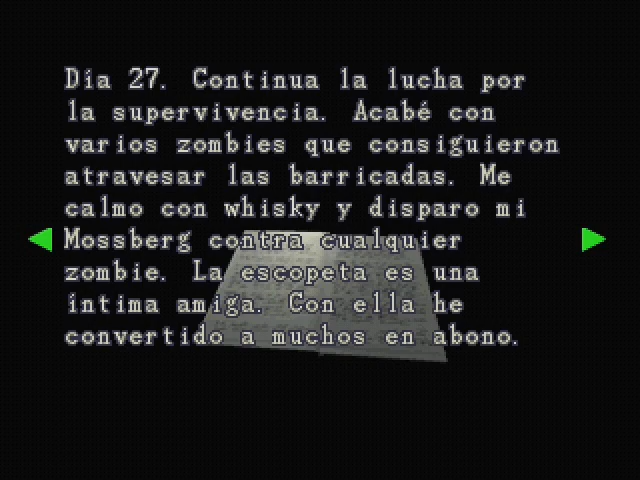 Día 27. Continua la lucha por
la supervivencia. Acabé con
varios zombies que consiguieron
atravesar las barricadas. Me
calmo con whisky y disparo mi
Mossberg contra cualquier
zombie. La escopeta es una
íntima amiga. Con ella he
convertido a muchos en abono.